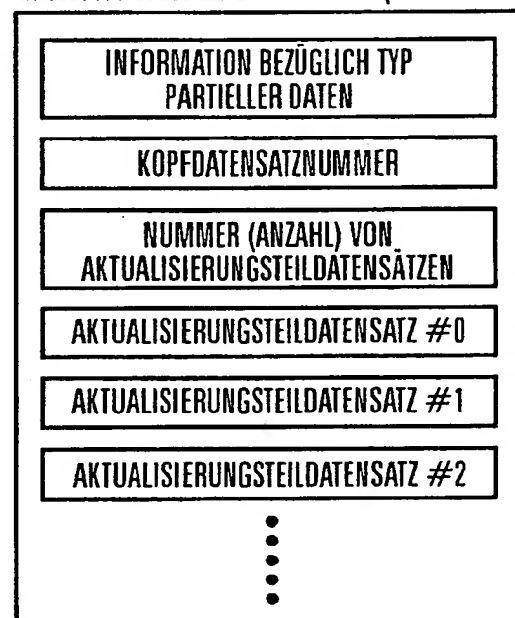 INFORMATION BEZÜGLICH TYP
PARTIELLER DATEN
KOPFDATENSATZNUMMER
NUMMER (ANZAHL) VON
AKTUALISIERUNGSTEILDATENSÄTZEN
AKTUALISIERUNGSTEILDATENSATZ #0
AKTUALISIERUNGSTEILDATENSATZ #1
AKTUALISIERUNGSTEILDATENSATZ #2